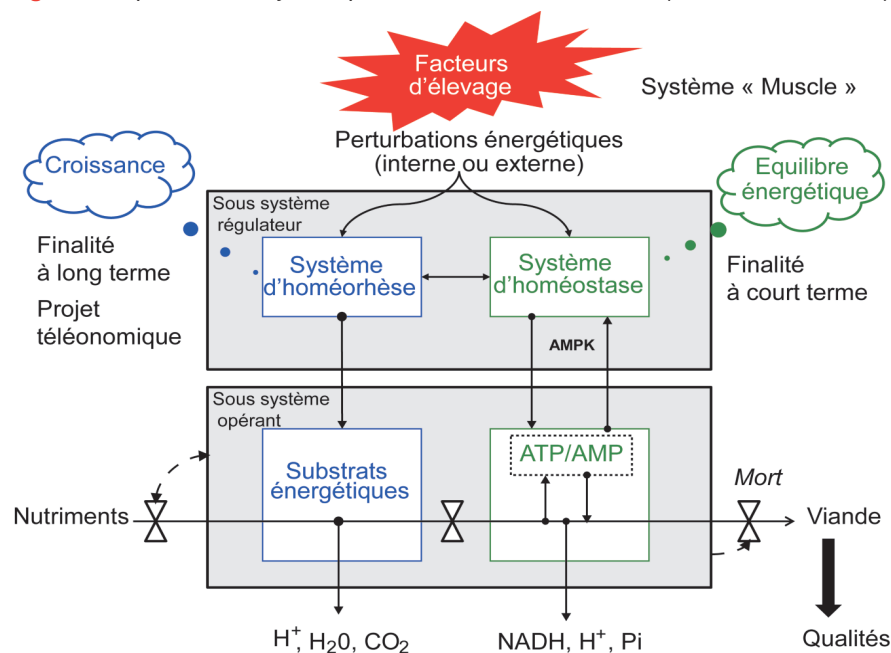 Facteurs
d'élevage
Système « Muscle »
Perturbations énergétiques
(interne ou externe)
Croissance
Equilibre
énergétique
Sous système
régulateur
Finalité
à long terme
Projet
téléonomique
Système
d'homéorhèse
Système
d'homéostase
Finalité
à court terme
AMPK
Sous système
opérant
Substrats
énergétiques
ATP/AMP
Mort
Nutriments
Viande
H+, H20, CO2
NADH, H+, Pi
Qualités